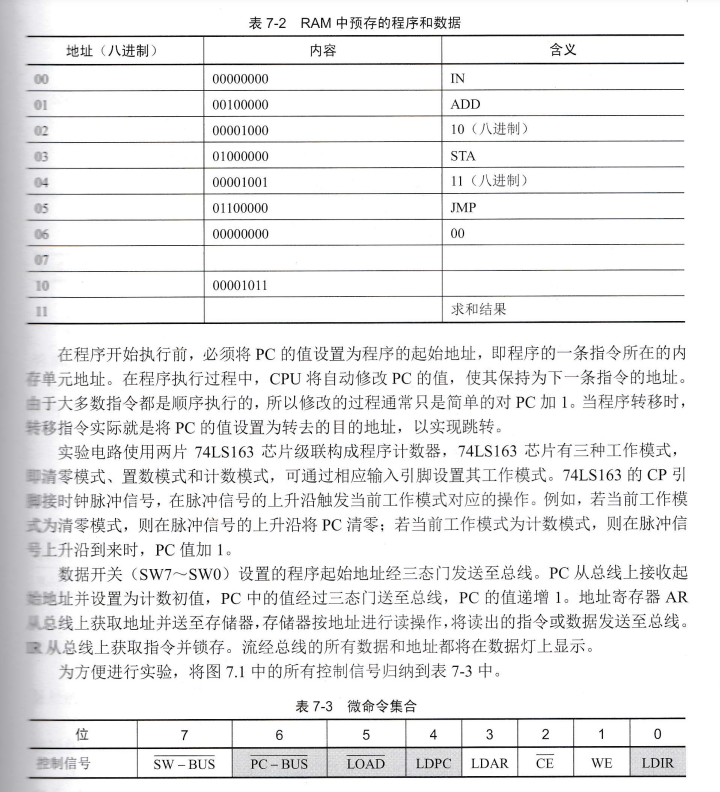 表 7-2 RAM 中预存的程序和数据
地址（八进制） 内容 含义
00 00000000 IN
01 00100000 ADD
02 00001000 10（八进制）
03 01000000 STA
04 00001001 11（八进制）
05 01100000 JMP
06 00000000 00
07
10 00001011
11 求和结果
在程序开始执行前，必须将 PC 的值设置为程序的起始地址，即程序的一条指令所在的内
存单元地址。在程序执行过程中，CPU 将自动修改 PC 的值，使其保持为下一条指令的地址。
由于大多数指令都是顺序执行的，所以修改的过程通常只是简单的对 PC 加 1。当程序转移时，
转移指令实际就是将 PC 的值设置为转去的目的地址，以实现跳转。
实验电路使用两片 74LS163 芯片级联构成程序计数器，74LS163 芯片有三种工作模式，
即清零模式、置数模式和计数模式，可通过相应输入引脚设置其工作模式。74LS163 的 CP 引
脚接时钟脉冲信号，在脉冲信号的上升沿触发当前工作模式对应的操作。例如，若当前工作模
式为清零模式，则在脉冲信号的上升沿将 PC 清零；若当前工作模式为计数模式，则在脉冲信
号上升沿到来时，PC 值加 1。
数据开关（SW7～SW0）设置的程序起始地址经三态门发送至总线。PC 从总线上接收起
始地址并设置为计数初值，PC 中的值经过三态门送至总线，PC 的值递增 1。地址寄存器 AR
从总线上获取地址并送至存储器，存储器按地址进行读操作，将读出的指令或数据发送至总线。
IR 从总线上获取指令并锁存。流经总线的所有数据和地址都将在数据灯上显示。
为方便进行实验，将图 7.1 中的所有控制信号归纳到表 7-3 中。
表 7-3 微命令集合
位 7 6 5 4 3 2 1 0
控制信号 SW – BUS PC – BUS LOAD LDPC LDAR CE WE LDIR